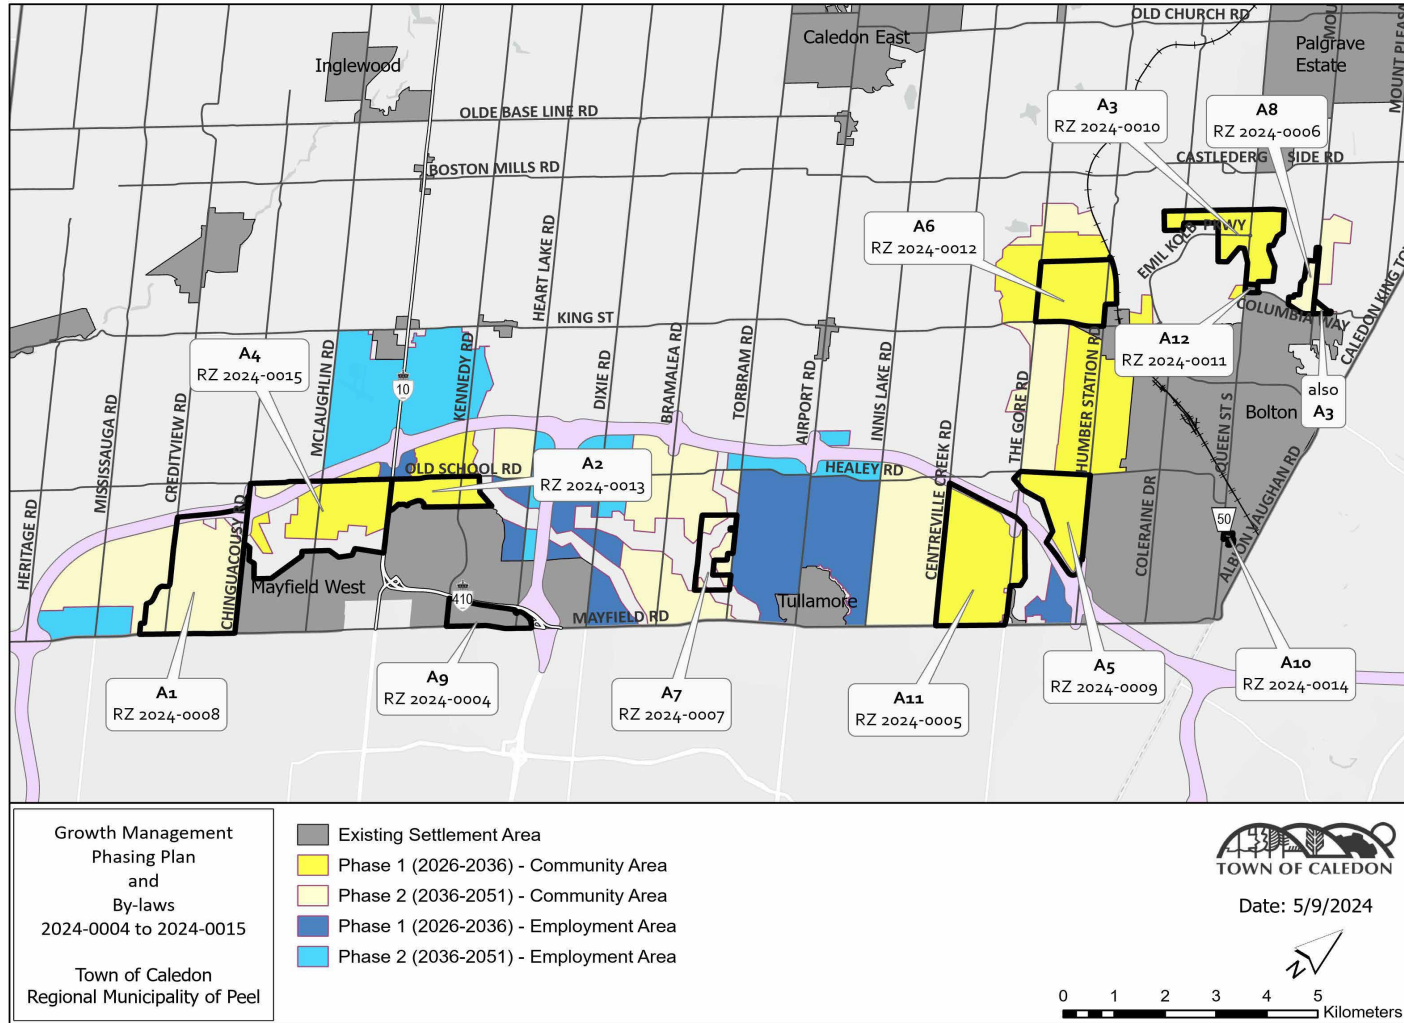 OLD CHURCH RD
Caledon East
Palgrave
Estate
MOUNT PLEAS
MOU
Inglewood
OLDE BASE LINE RD
A3
RZ 2024-0010
A8
RZ 2024-0006
BOSTON MILLS RD
CASTLEDERG SIDE RD
A6
RZ 2024-0012
EMIL KOLB PKWY
HEART LAKE RD
KING ST
COLUMBIA WAY
CALEDON KING TO
A4
RZ 2024-0015
A12
RZ 2024-0011
also
A3
Bolton
10
MCLAUGHLIN RD
KENNEDY RD
DIXIE RD
BRAMALEA RD
TORBRAM RD
AIRPORT RD
INNIS LAKE RD
CENTREVILLE CREEK RD
THE GORE RD
HUMBER STATION RD
COLERAINE DR
QUEEN ST S
ALBION VAUGHAN RD
HERITAGE RD
MISSISSAUGA RD
CREDITVIEW RD
CHINGUACOUSY RD
OLD SCHOOL RD
A2
RZ 2024-0013
HEALEY RD
50
Mayfield West
410
MAYFIELD RD
Tullamore
A1
RZ 2024-0008
A9
RZ 2024-0004
A7
RZ 2024-0007
A11
RZ 2024-0005
A5
RZ 2024-0009
A10
RZ 2024-0014
Growth Management
Phasing Plan
and
By-laws
2024-0004 to 2024-0015
Town of Caledon
Regional Municipality of Peel
Existing Settlement Area
Phase 1 (2026-2036) - Community Area
Phase 2 (2036-2051) - Community Area
Phase 1 (2026-2036) - Employment Area
Phase 2 (2036-2051) - Employment Area
TOWN OF CALEDON
Date: 5/9/2024
N
0 1 2 3 4 5
Kilometers